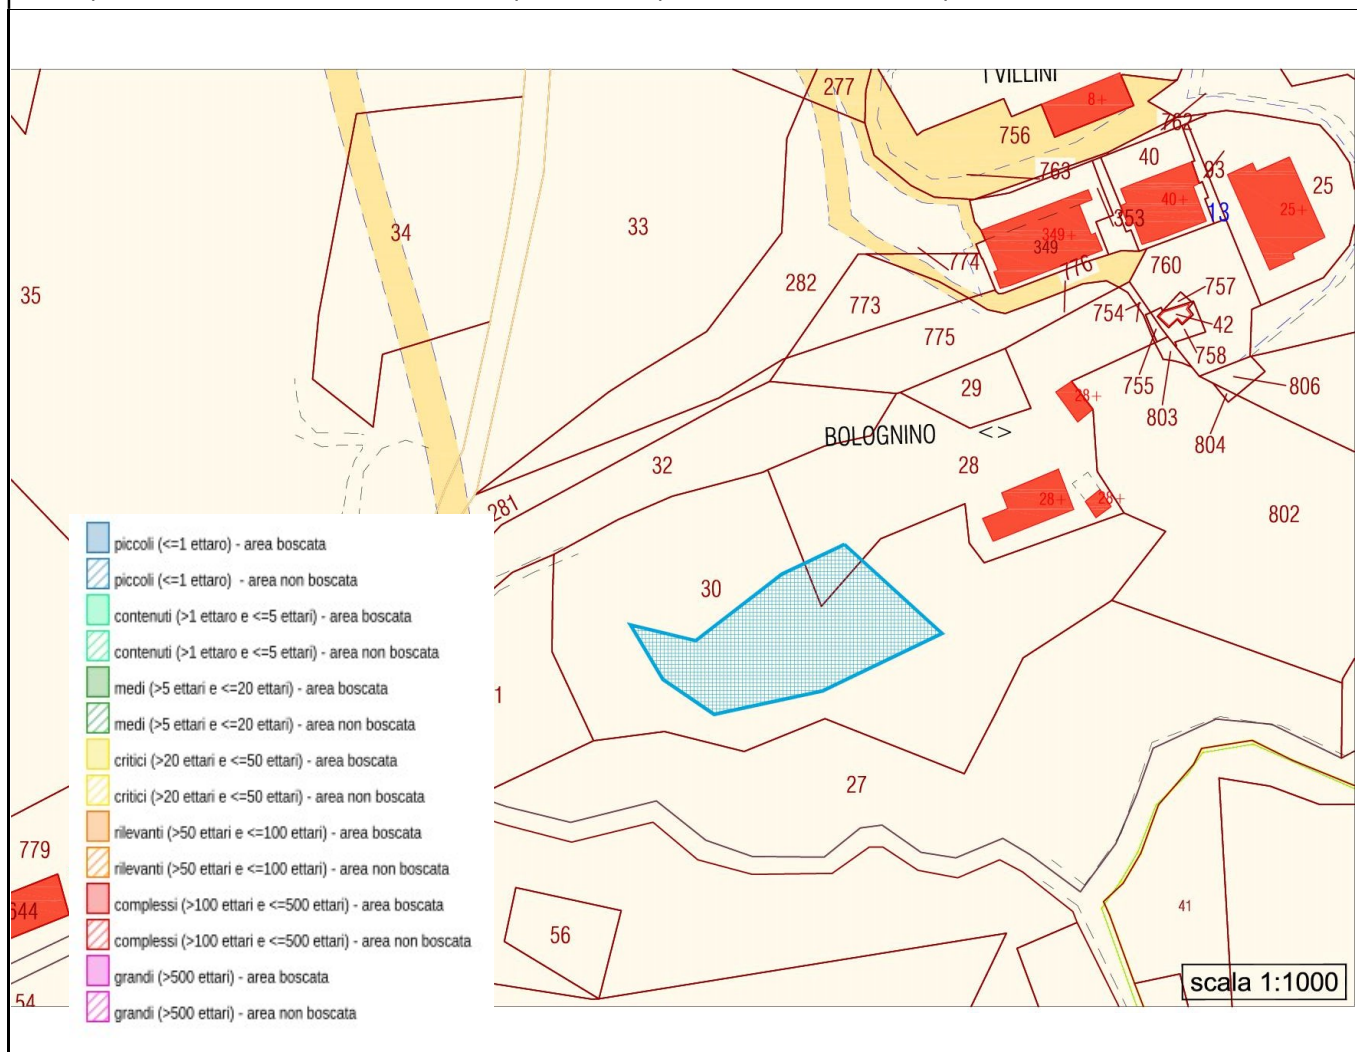 I VILLINI
277
8+
756
762
40
763
93
25
40+
13
353
25+
34
33
349+
349
774
776
760
35
282
757
773
754
42
775
758
29
755
806
28+
803
804
BOLOGNINO <>
32
28
281
28+
28+
802
30
1
27
779
644
56
41
54
piccoli (<=1 ettaro) - area boscata
piccoli (<=1 ettaro) - area non boscata
contenuti (>1 ettaro e <=5 ettari) - area boscata
contenuti (>1 ettaro e <=5 ettari) - area non boscata
medi (>5 ettari e <=20 ettari) - area boscata
medi (>5 ettari e <=20 ettari) - area non boscata
critici (>20 ettari e <=50 ettari) - area boscata
critici (>20 ettari e <=50 ettari) - area non boscata
rilevanti (>50 ettari e <=100 ettari) - area boscata
rilevanti (>50 ettari e <=100 ettari) - area non boscata
complessi (>100 ettari e <=500 ettari) - area boscata
complessi (>100 ettari e <=500 ettari) - area non boscata
grandi (>500 ettari) - area boscata
grandi (>500 ettari) - area non boscata
scala 1:1000